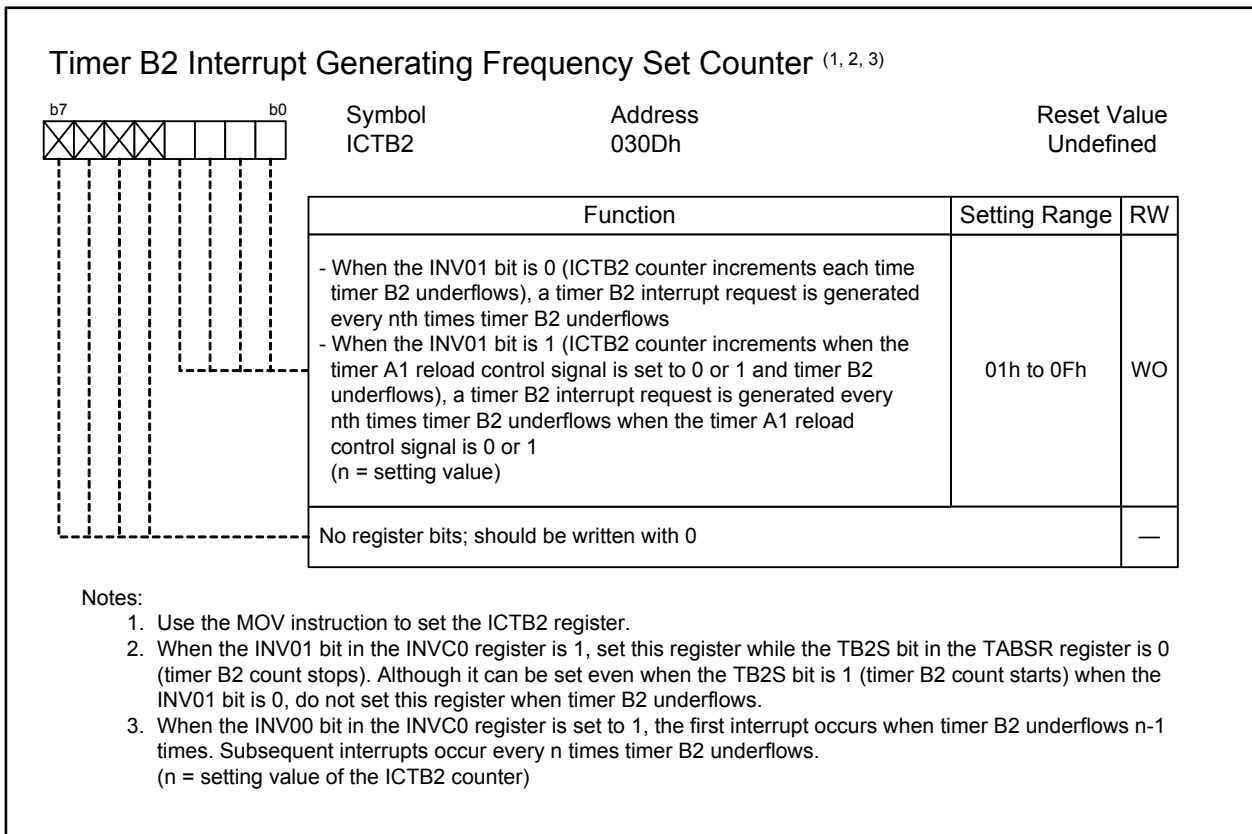 Timer B2 Interrupt Generating Frequency Set Counter (1, 2, 3)
b7 b0
Symbol Address Reset Value
ICTB2 030Dh Undefined
Function Setting Range RW
- When the INV01 bit is 0 (ICTB2 counter increments each time
timer B2 underflows), a timer B2 interrupt request is generated
every nth times timer B2 underflows
- When the INV01 bit is 1 (ICTB2 counter increments when the
timer A1 reload control signal is set to 0 or 1 and timer B2
underflows), a timer B2 interrupt request is generated every
nth times timer B2 underflows when the timer A1 reload
control signal is 0 or 1
(n = setting value)
01h to 0Fh WO
No register bits; should be written with 0 —
Notes:
1. Use the MOV instruction to set the ICTB2 register.
2. When the INV01 bit in the INVC0 register is 1, set this register while the TB2S bit in the TABSR register is 0
(timer B2 count stops). Although it can be set even when the TB2S bit is 1 (timer B2 count starts) when the
INV01 bit is 0, do not set this register when timer B2 underflows.
3. When the INV00 bit in the INVC0 register is set to 1, the first interrupt occurs when timer B2 underflows n-1
times. Subsequent interrupts occur every n times timer B2 underflows.
(n = setting value of the ICTB2 counter)